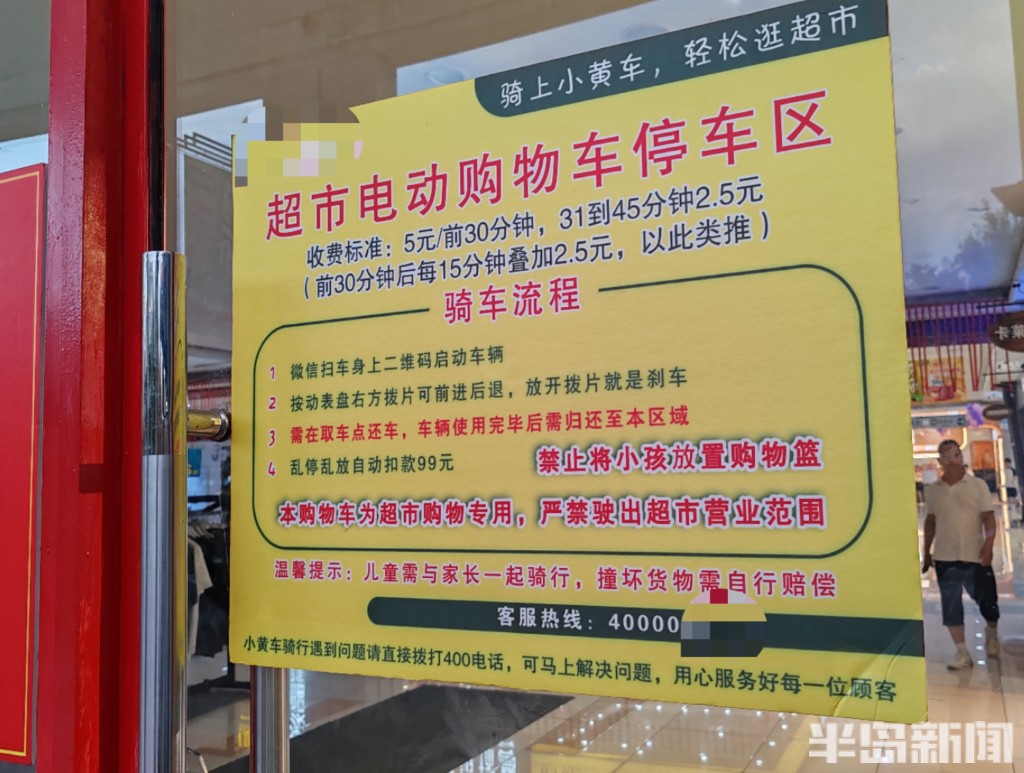 骑上小黄车，轻松逛超市
超市电动购物车停车区
收费标准：5元/前30分钟，31到45分钟2.5元
（前30分钟后每15分钟叠加2.5元，以此类推）
骑车流程
1 微信扫车身上二维码启动车辆
2 按动表盘右方拨片可前进后退，放开拨片就是刹车
3 需在取车点还车，车辆使用完毕后需归还至本区域
4 乱停乱放自动扣款99元
禁止将小孩放置购物篮
本购物车为超市购物专用，严禁驶出超市营业范围
温馨提示：儿童需与家长一起骑行，撞坏货物需自行赔偿
客服热线：40000
小黄车骑行遇到问题请直接拨打400电话，可马上解决问题，用心服务好每一位顾客
半岛新闻